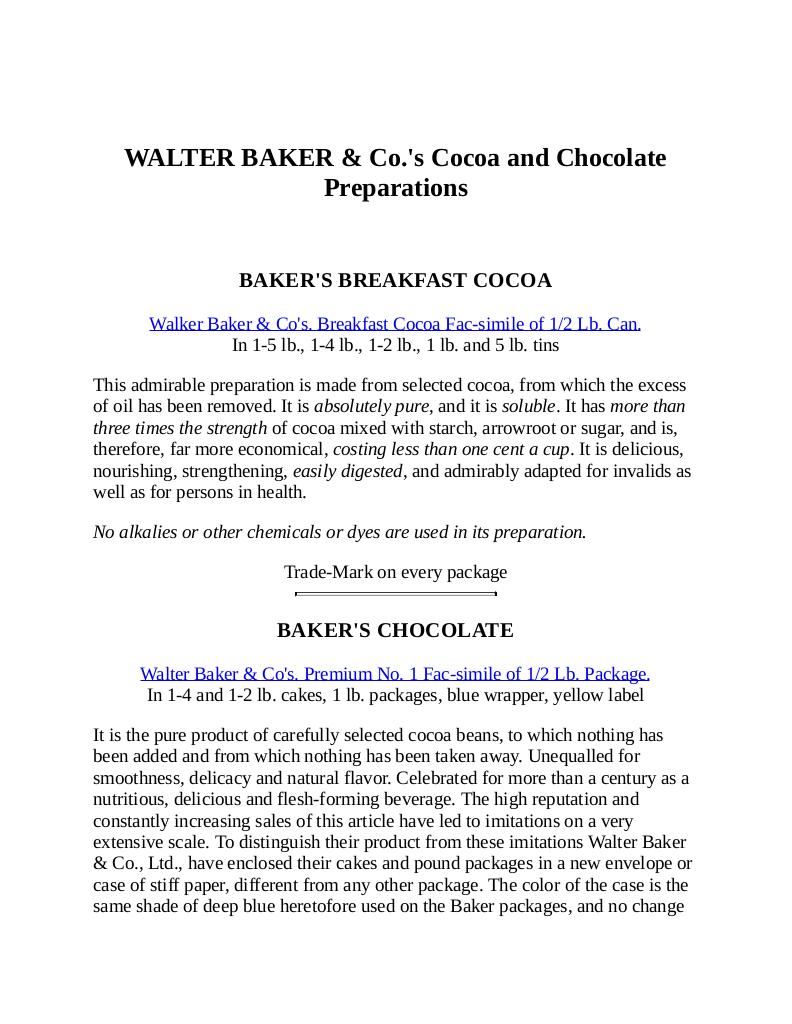 WALTER BAKER & Co.'s Cocoa and Chocolate
Preparations
BAKER'S BREAKFAST COCOA
Walker Baker & Co's. Breakfast Cocoa Fac-simile of 1/2 Lb. Can.
In 1-5 lb., 1-4 lb., 1-2 lb., 1 lb. and 5 lb. tins
This admirable preparation is made from selected cocoa, from which the excess
of oil has been removed. It is absolutely pure, and it is soluble. It has more than
three times the strength of cocoa mixed with starch, arrowroot or sugar, and is,
therefore, far more economical, costing less than one cent a cup. It is delicious,
nourishing, strengthening, easily digested, and admirably adapted for invalids as
well as for persons in health.
No alkalies or other chemicals or dyes are used in its preparation.
Trade-Mark on every package
BAKER'S CHOCOLATE
Walter Baker & Co's. Premium No. 1 Fac-simile of 1/2 Lb. Package.
In 1-4 and 1-2 lb. cakes, 1 lb. packages, blue wrapper, yellow label
It is the pure product of carefully selected cocoa beans, to which nothing has
been added and from which nothing has been taken away. Unequalled for
smoothness, delicacy and natural flavor. Celebrated for more than a century as a
nutritious, delicious and flesh-forming beverage. The high reputation and
constantly increasing sales of this article have led to imitations on a very
extensive scale. To distinguish their product from these imitations Walter Baker
& Co., Ltd., have enclosed their cakes and pound packages in a new envelope or
case of stiff paper, different from any other package. The color of the case is the
same shade of deep blue heretofore used on the Baker packages, and no change